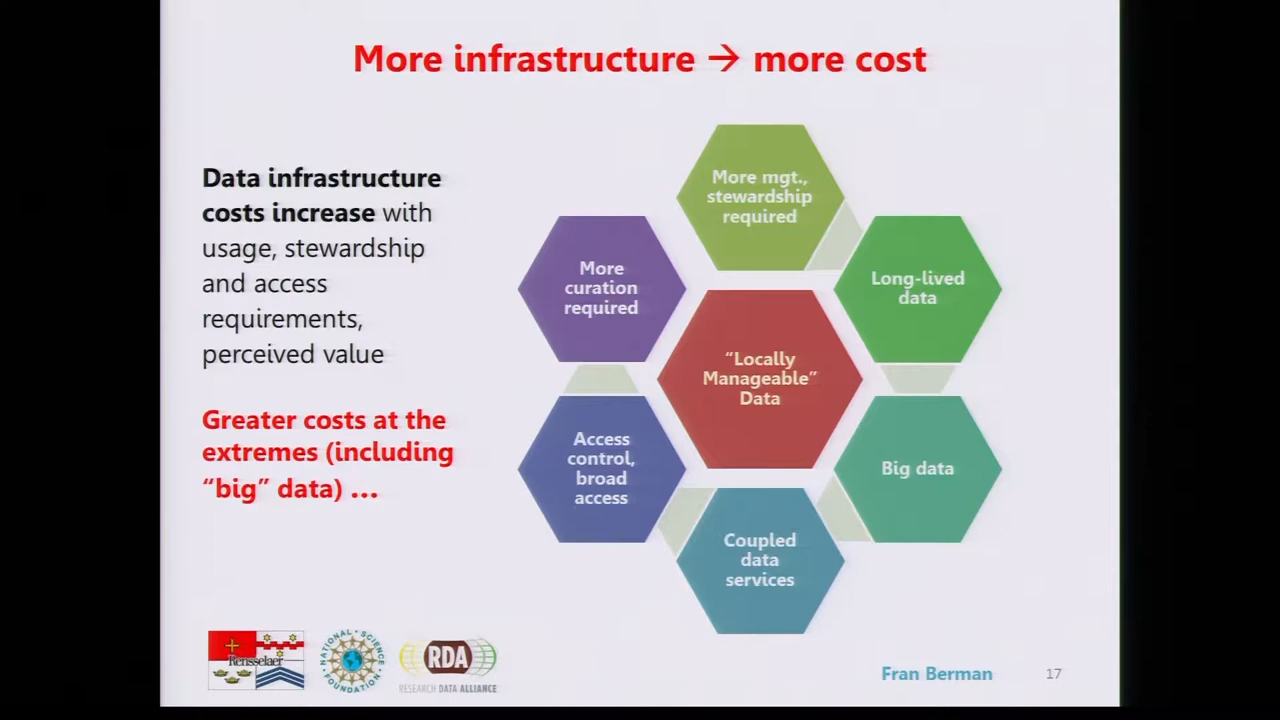 More infrastructure → more cost
Data infrastructure
costs increase with
usage, stewardship
and access
requirements,
perceived value
Greater costs at the
extremes (including
“big” data) ...
More mgt.,
stewardship
required
Long-lived
data
Big data
Coupled
data
services
Access
control,
broad
access
More
curation
required
“Locally
Manageable”
Data
Rensselaer
NATIONAL SCIENCE FOUNDATION
RDA
RESEARCH DATA ALLIANCE
Fran Berman
17